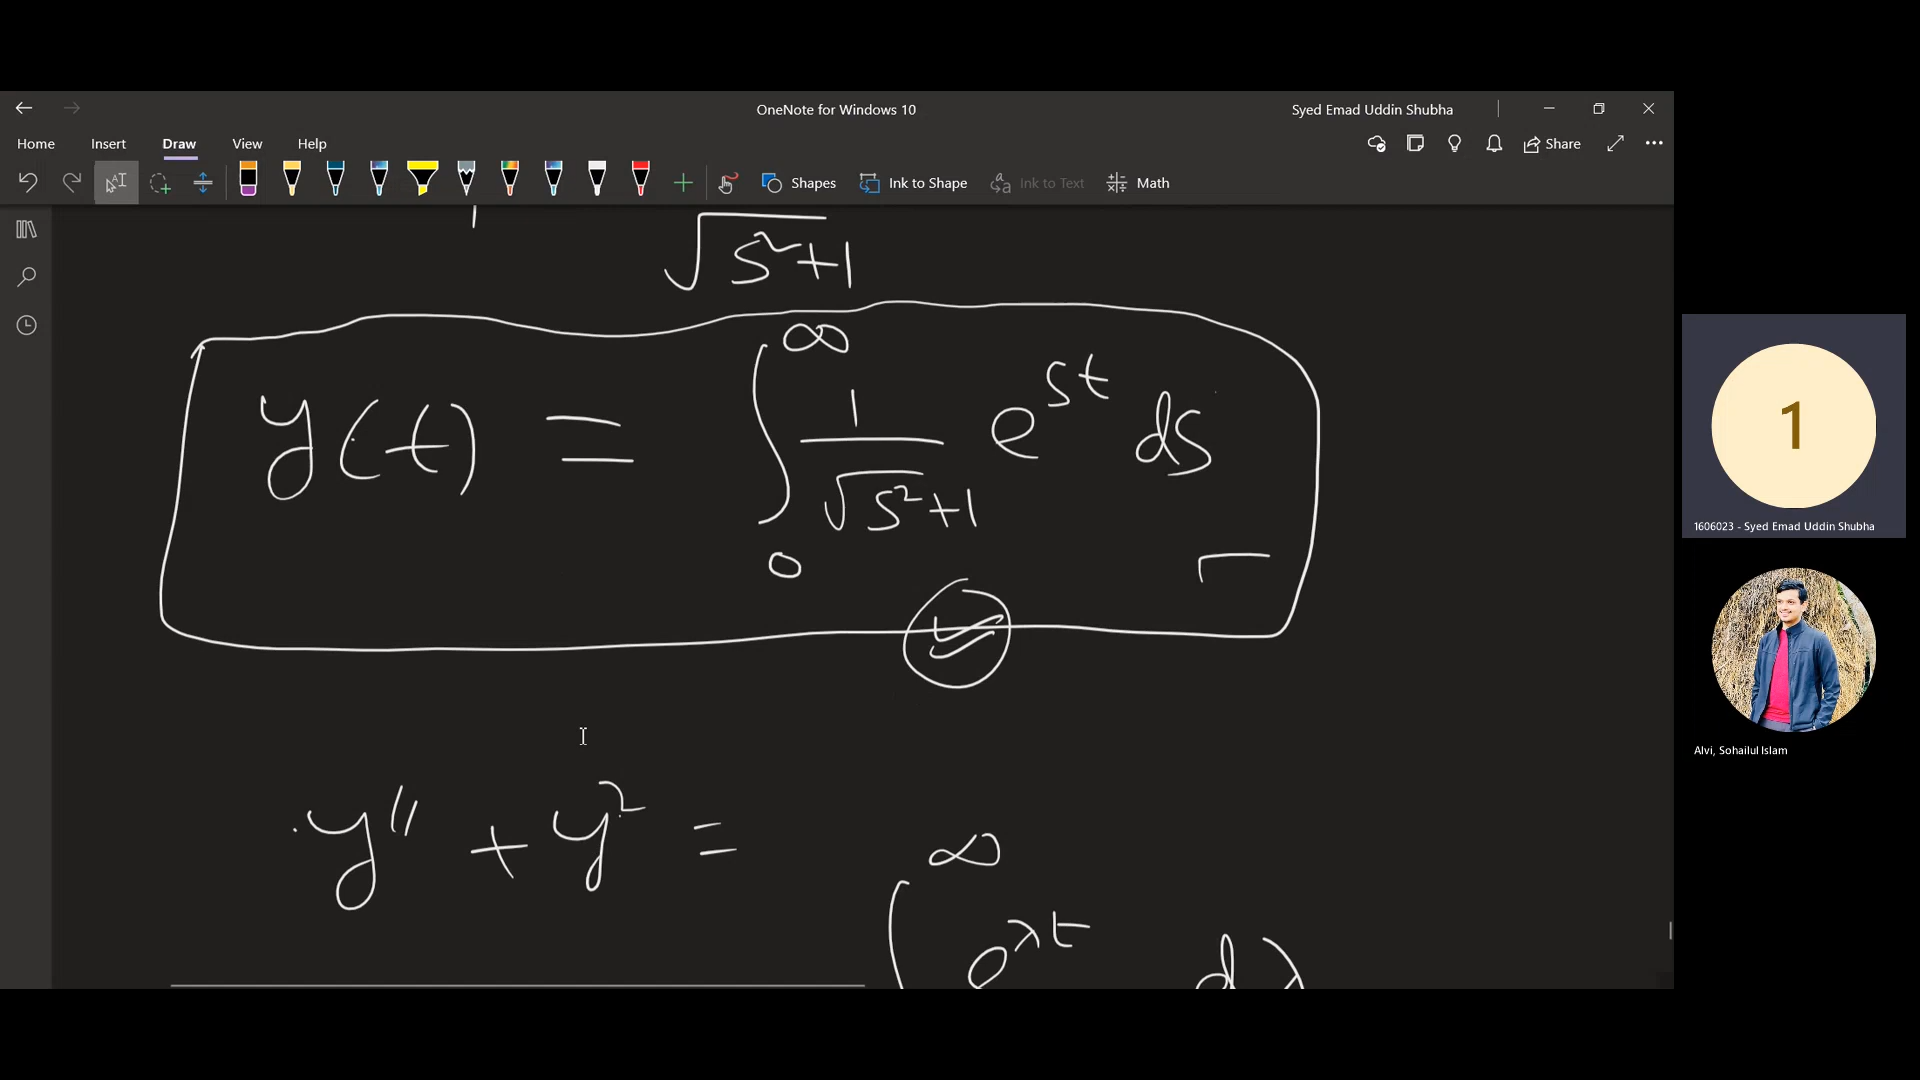 OneNote for Windows 10
Syed Emad Uddin Shubha
Home Insert Draw View Help
Share
Shapes Ink to Shape Ink to Text Math
√(s²+1)
y(t) = ∫₀^∞ 1/√(s²+1) e^{st} ds
y'' + y² =
∞
e^{λt} dλ
1
1606023 - Syed Emad Uddin Shubha
Alvi, Sohailul Islam